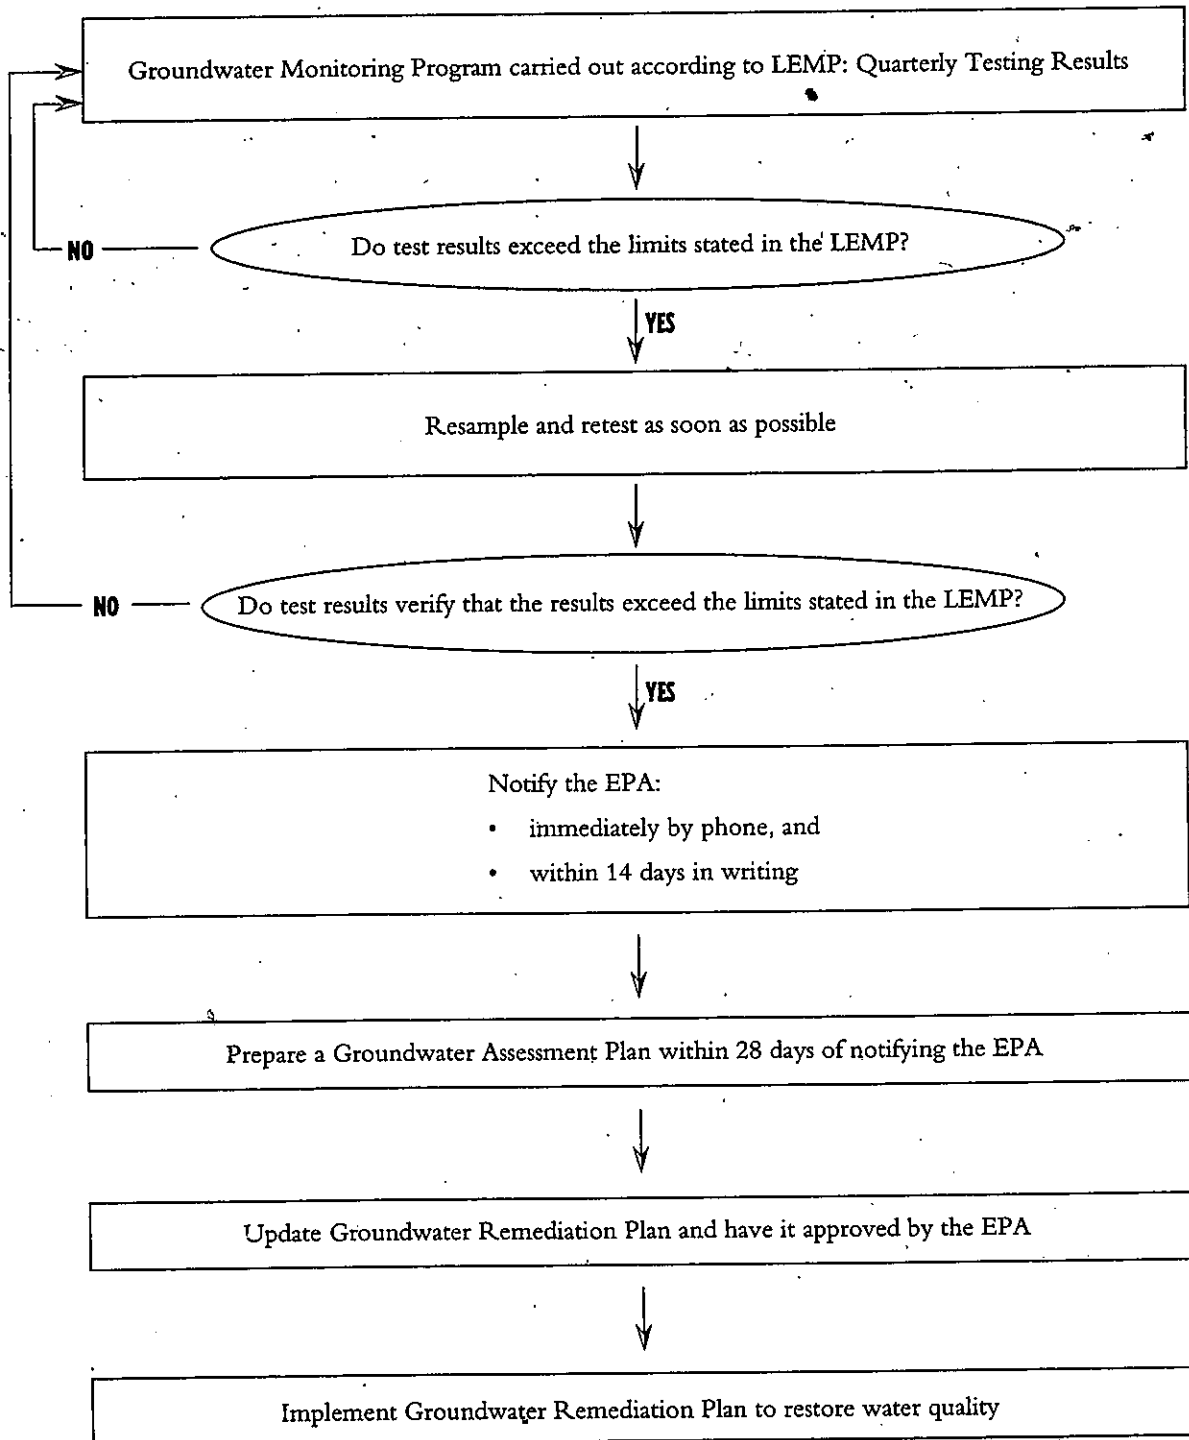 Groundwater Monitoring Program carried out according to LEMP: Quarterly Testing Results
NO
Do test results exceed the limits stated in the LEMP?
YES
Resample and retest as soon as possible
NO
Do test results verify that the results exceed the limits stated in the LEMP?
YES
Notify the EPA:
• immediately by phone, and
• within 14 days in writing
Prepare a Groundwater Assessment Plan within 28 days of notifying the EPA
Update Groundwater Remediation Plan and have it approved by the EPA
Implement Groundwater Remediation Plan to restore water quality